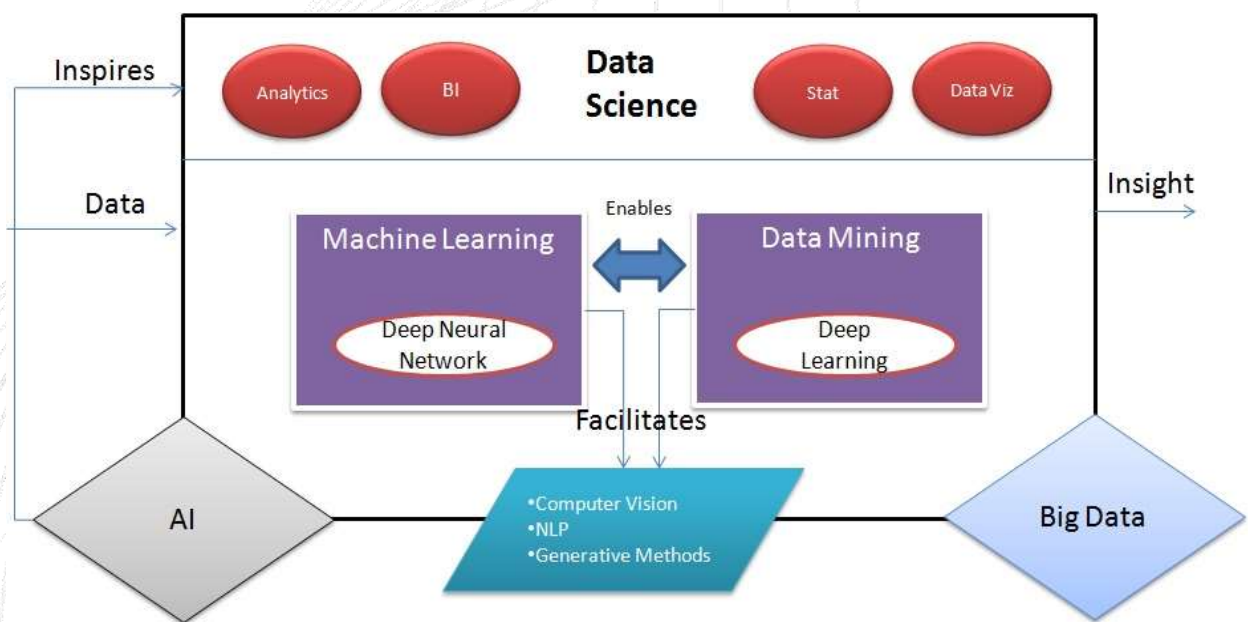 Inspires
Analytics
BI
Data
Science
Stat
Data Viz
Data
Insight
Enables
Machine Learning
Data Mining
Deep Neural
Network
Deep
Learning
Facilitates
AI
•Computer Vision
•NLP
•Generative Methods
Big Data